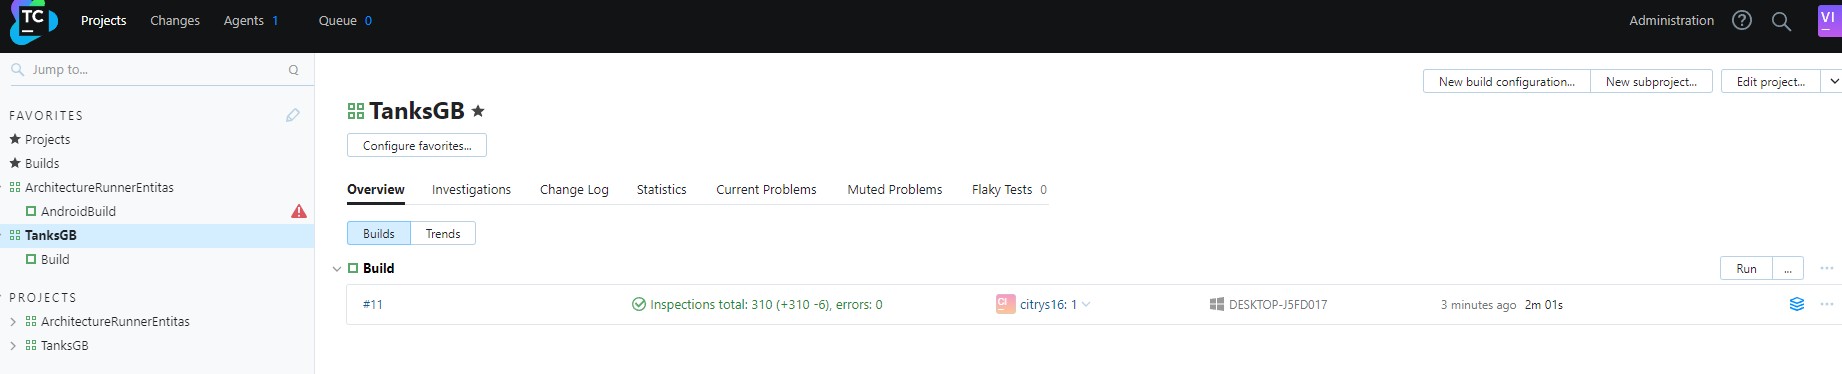 TC
Projects Changes Agents 1 Queue 0 Administration VI
Jump to... Q
New build configuration... New subproject... Edit project...
FAVORITES
TanksGB
Projects
Configure favorites...
Builds
ArchitectureRunnerEntitas
Overview Investigations Change Log Statistics Current Problems Muted Problems Flaky Tests 0
AndroidBuild
TanksGB
Builds Trends
Build
Build Run ...
PROJECTS
#11 Inspections total: 310 (+310 -6), errors: 0 CI citrys16: 1 DESKTOP-J5FD017 3 minutes ago 2m 01s
ArchitectureRunnerEntitas
TanksGB